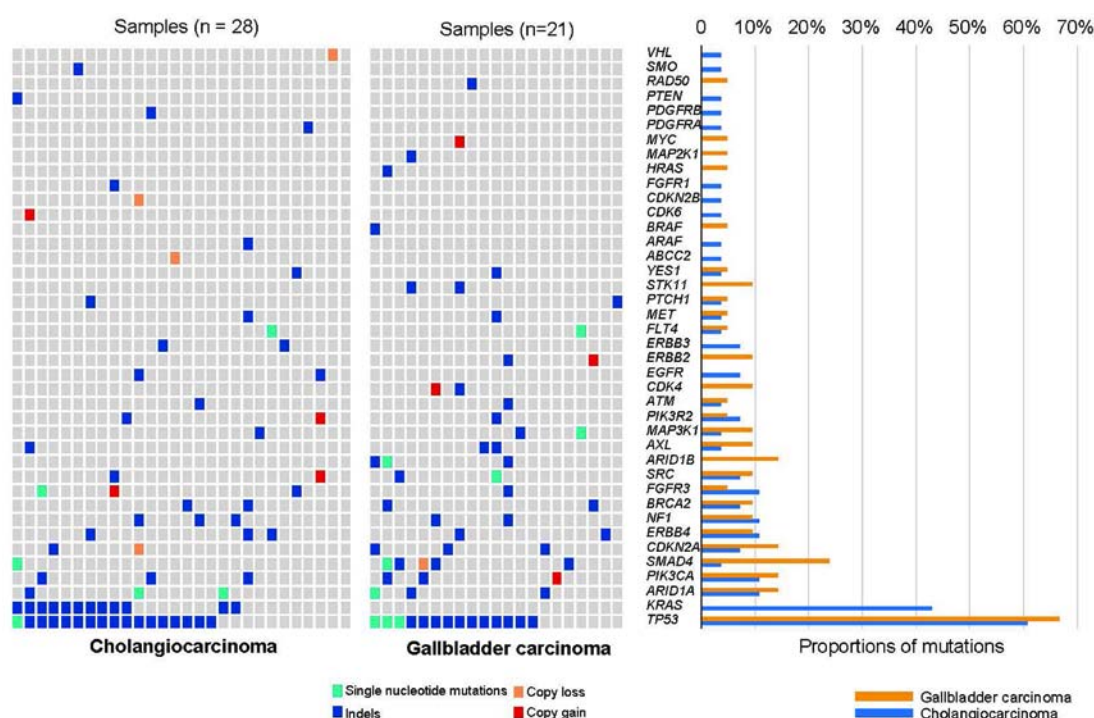 Samples (n = 28)
Samples (n=21)
0 10% 20% 30% 40% 50% 60% 70%
VHL
SMO
RAD50
PTEN
PDGFRB
PDGFRA
MYC
MAP2K1
HRAS
FGFR1
CDKN2B
CDK6
BRAF
ARAF
ABCC2
YES1
STK11
PTCH1
MET
FLT4
ERBB3
ERBB2
EGFR
CDK4
ATM
PIK3R2
MAP3K1
AXL
ARID1B
SRC
FGFR3
BRCA2
NF1
ERBB4
CDKN2A
SMAD4
PIK3CA
ARID1A
KRAS
TP53
Cholangiocarcinoma
Gallbladder carcinoma
Proportions of mutations
Single nucleotide mutations
Copy loss
Indels
Copy gain
Gallbladder carcinoma
Cholangiocarcinoma